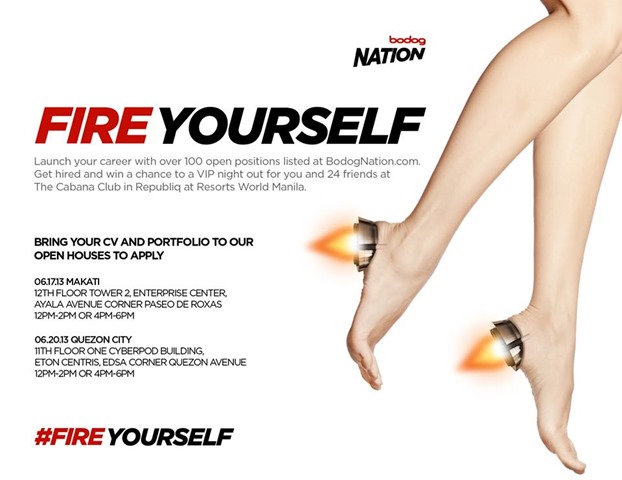 bodog
NATION
FIRE YOURSELF
Launch your career with over 100 open positions listed at BodogNation.com.
Get hired and win a chance to a VIP night out for you and 24 friends at
The Cabana Club in Republiq at Resorts World Manila.
BRING YOUR CV AND PORTFOLIO TO OUR
OPEN HOUSES TO APPLY
06.17.13 MAKATI
12TH FLOOR TOWER 2, ENTERPRISE CENTER,
AYALA AVENUE CORNER PASEO DE ROXAS
12PM-2PM OR 4PM-6PM
06.20.13 QUEZON CITY
11TH FLOOR ONE CYBERPOD BUILDING,
ETON CENTRIS, EDSA CORNER QUEZON AVENUE
12PM-2PM OR 4PM-6PM
#FIRE YOURSELF